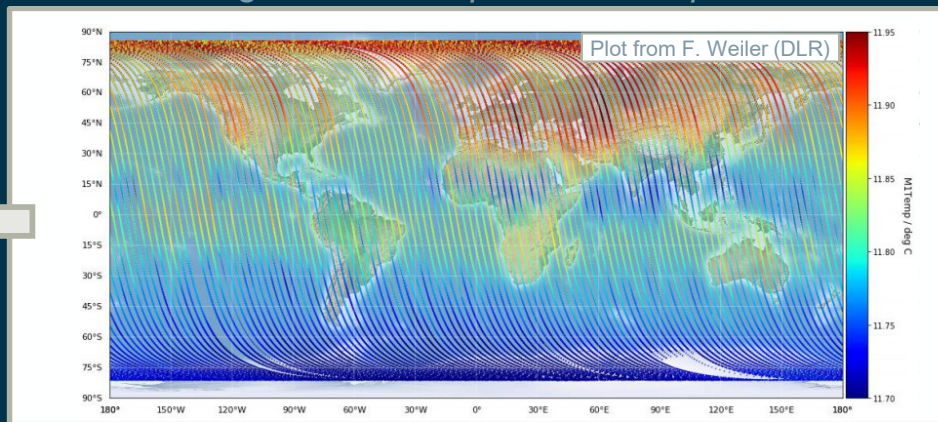 Plot from F. Weiler (DLR)
90°N
75°N
60°N
45°N
30°N
15°N
0°
15°S
30°S
45°S
60°S
75°S
90°S
180° 150°W 120°W 90°W 60°W 30°W 0° 30°E 60°E 90°E 120°E 150°E 180°
11.95
11.90
11.85
11.80
11.75
11.70
M1Temp / deg C